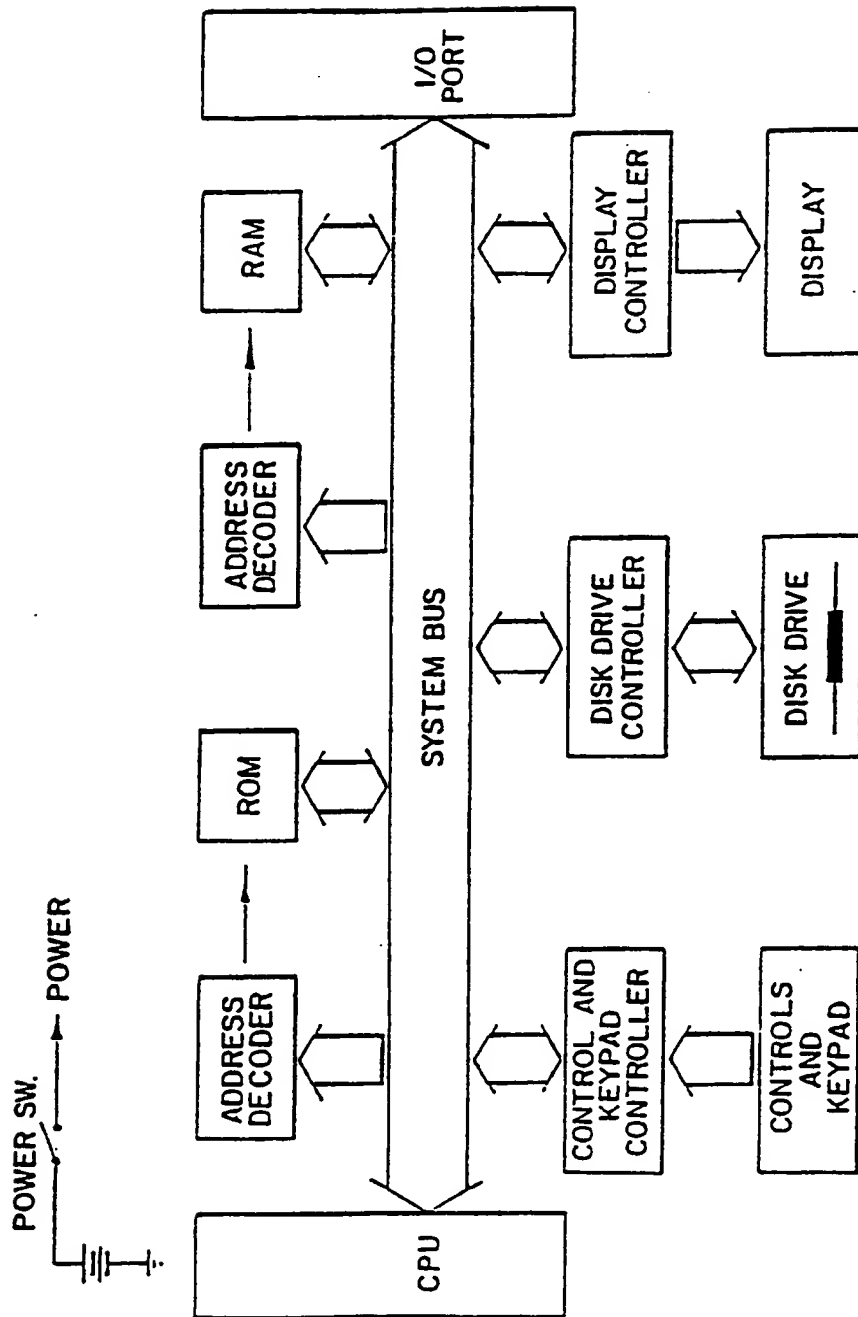 POWER SW.
POWER
ADDRESS
DECODER
ROM
ADDRESS
DECODER
RAM
CPU
SYSTEM BUS
I/O
PORT
CONTROL AND
KEYPAD
CONTROLLER
DISK DRIVE
CONTROLLER
DISPLAY
CONTROLLER
CONTROLS
AND
KEYPAD
DISK DRIVE
DISPLAY